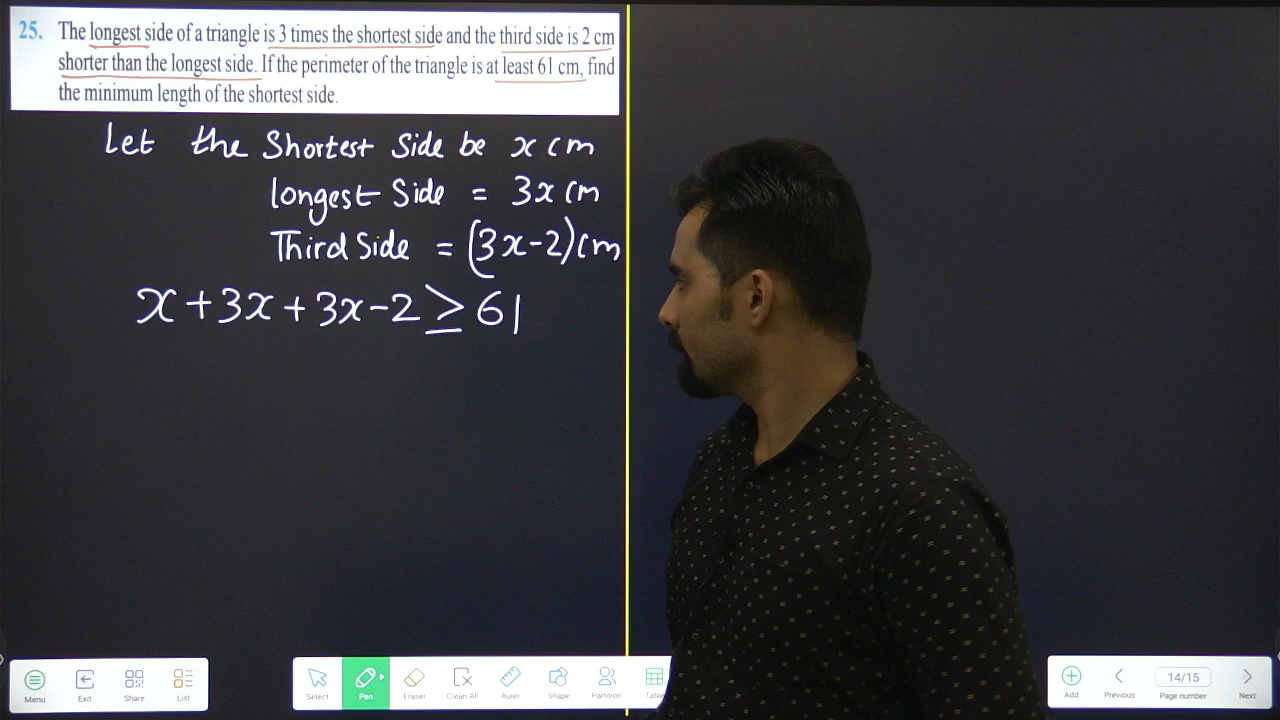 25. The longest side of a triangle is 3 times the shortest side and the third side is 2 cm
shorter than the longest side. If the perimeter of the triangle is at least 61 cm, find
the minimum length of the shortest side.
Let the Shortest Side be x cm
longest Side = 3x cm
Third Side = (3x-2) cm
x+3x+3x-2≥61
Menu Exit Share List Select Pen Eraser Clean All Ruler Shape Partition Table Add Previous 14/15 Page number Next